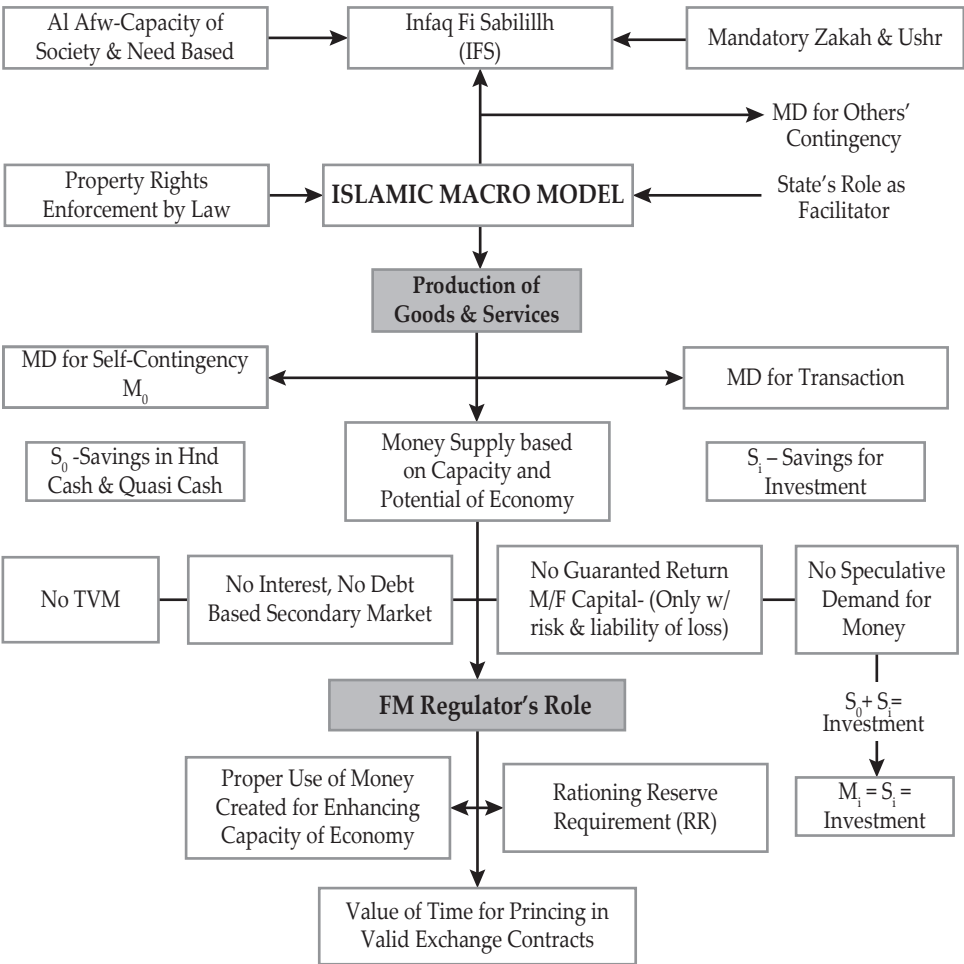 Al Afw-Capacity of
Society & Need Based
Infaq Fi Sabilillh
(IFS)
Mandatory Zakah & Ushr
MD for Others'
Contingency
Property Rights
Enforcement by Law
ISLAMIC MACRO MODEL
State's Role as
Facilitator
Production of
Goods & Services
MD for Self-Contingency
M₀
MD for Transaction
S₀ -Savings in Hnd
Cash & Quasi Cash
Money Supply based
on Capacity and
Potential of Economy
Sᵢ – Savings for
Investment
No TVM
No Interest, No Debt
Based Secondary Market
No Guaranted Return
M/F Capital- (Only w/
risk & liability of loss)
No Speculative
Demand for
Money
FM Regulator's Role
S₀+ Sᵢ=
Investment
Proper Use of Money
Created for Enhancing
Capacity of Economy
Rationing Reserve
Requirement (RR)
Mᵢ = Sᵢ =
Investment
Value of Time for Princing in
Valid Exchange Contracts